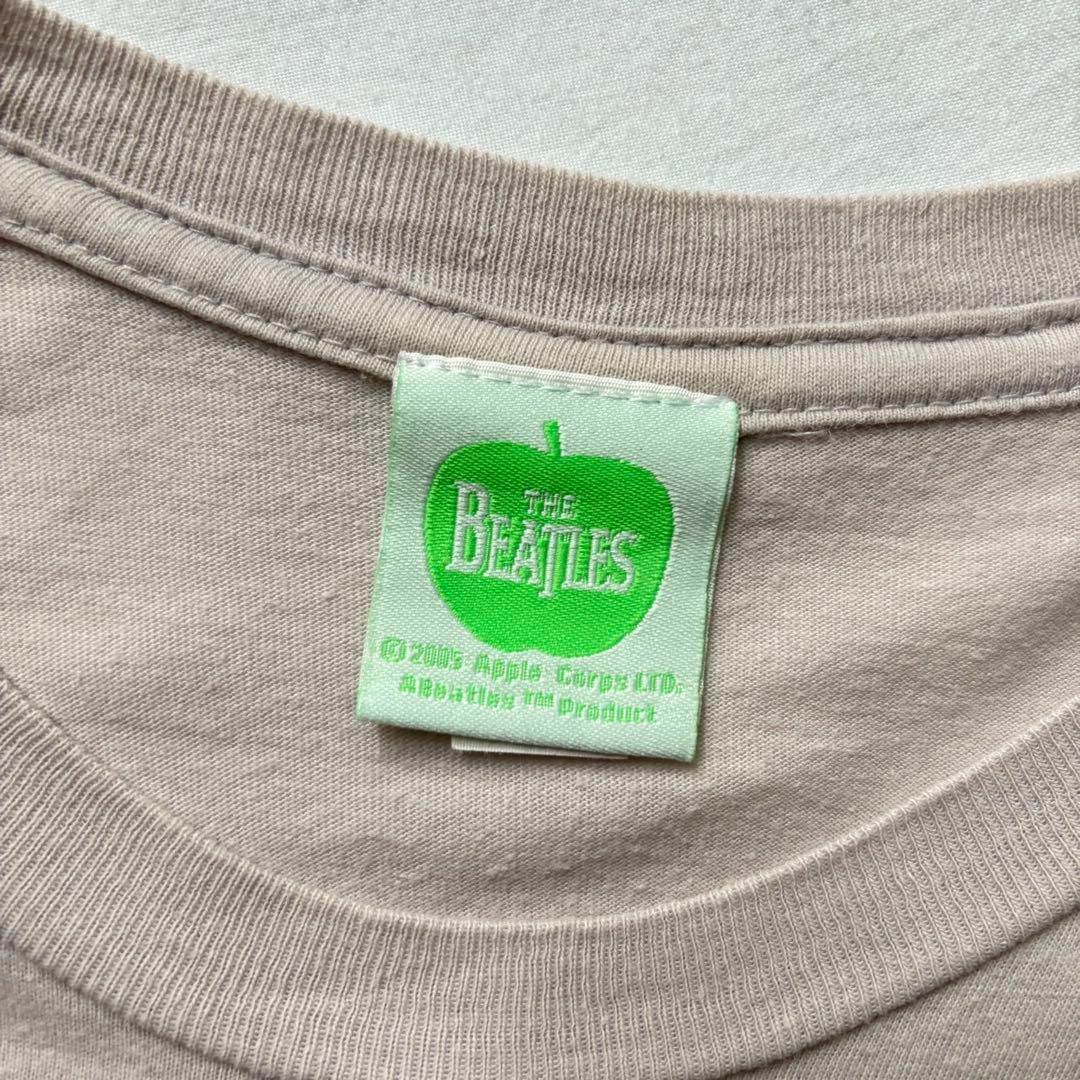 THE
BEATLES
© 2005 Apple Corps LTD.
A Beatles ™ Product